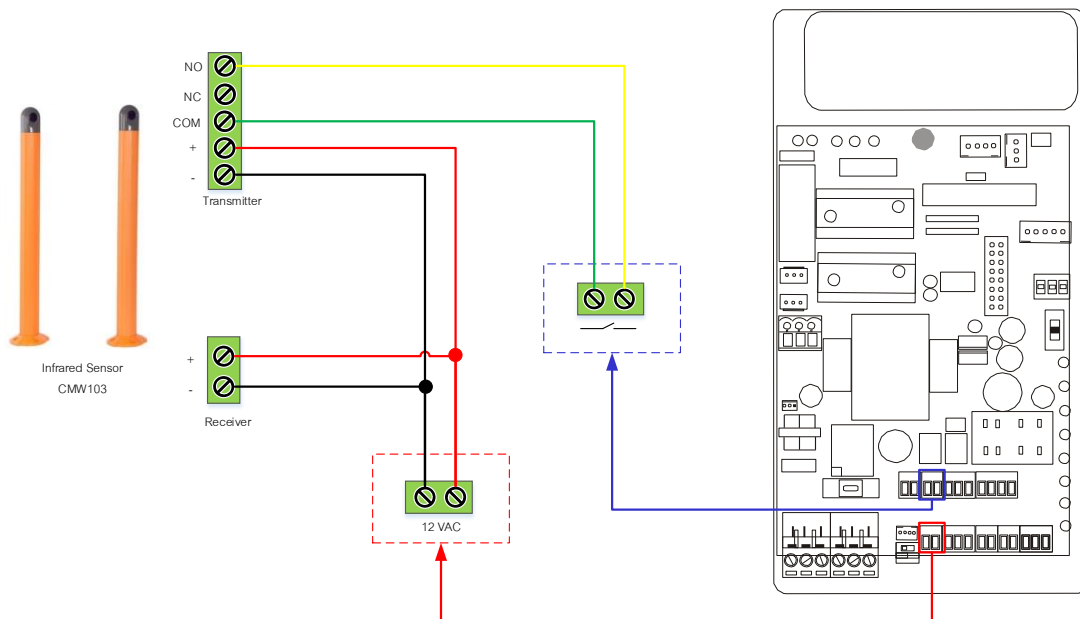 NO
NC
COM
+
-
Transmitter
Infrared Sensor
CMW103
+
-
Receiver
12 VAC